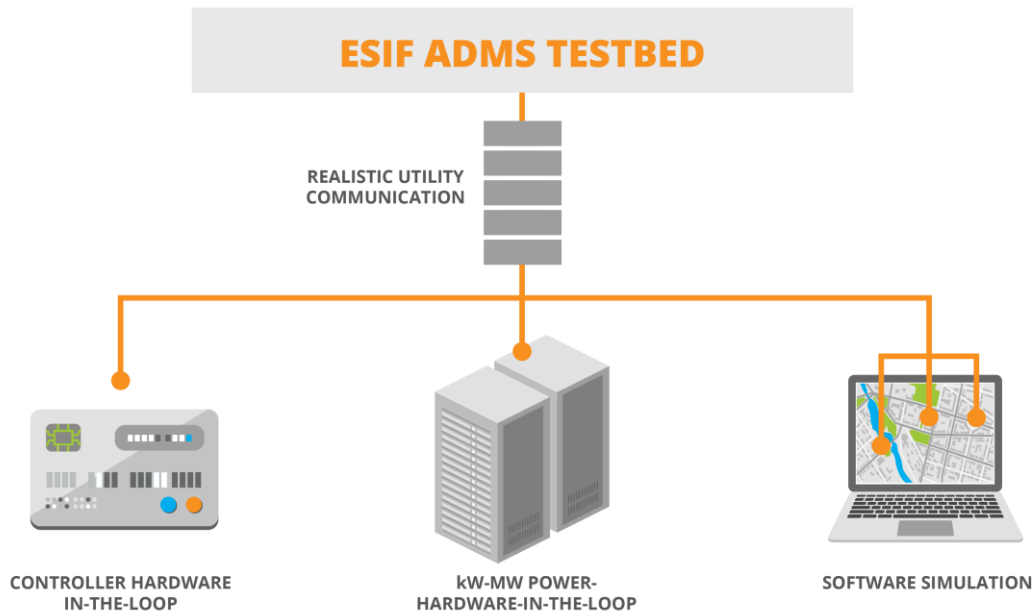 ESIF ADMS TESTBED
REALISTIC UTILITY
COMMUNICATION
CONTROLLER HARDWARE
IN-THE-LOOP
kW-MW POWER-
HARDWARE-IN-THE-LOOP
SOFTWARE SIMULATION